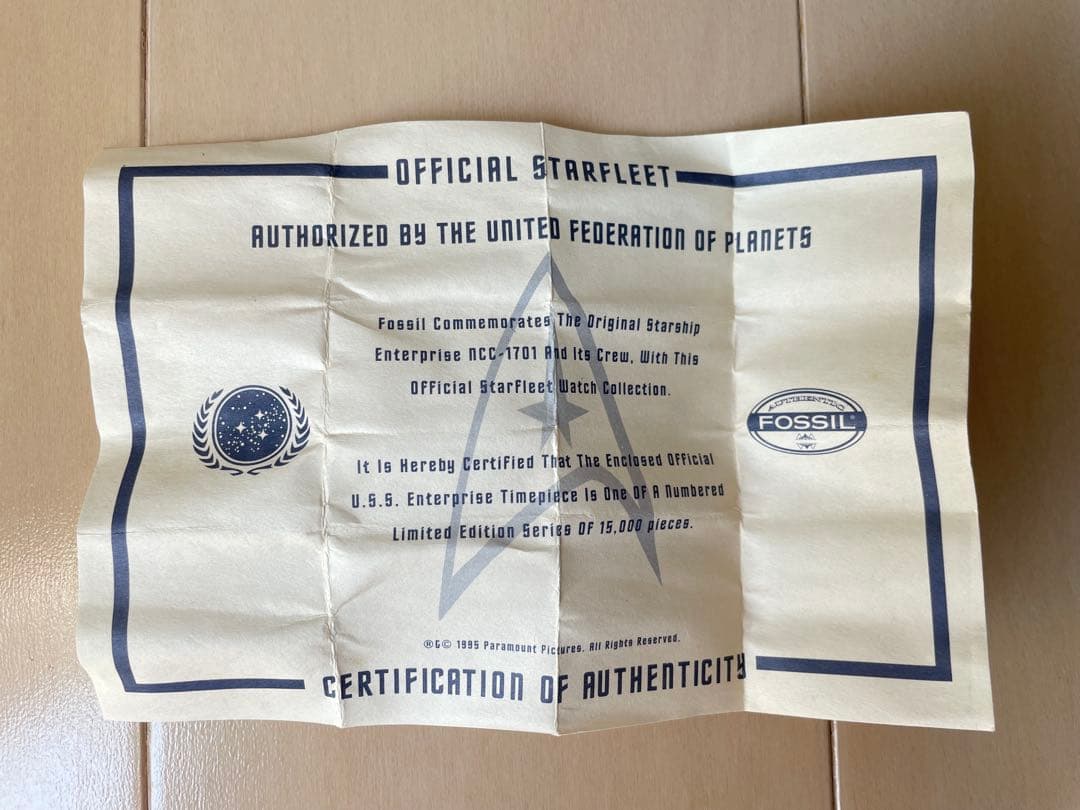 OFFICIAL STARFLEET
AUTHORIZED BY THE UNITED FEDERATION OF PLANETS
Fossil Commemorates The Original Starship
Enterprise NCC-1701 And Its Crew, With This
Official Starfleet Watch Collection.
AUTHENTIC
FOSSIL®
It Is Hereby Certified That The Enclosed Official
U.S.S. Enterprise Timepiece Is One Of A Numbered
Limited Edition Series Of 15,000 pieces.
®&© 1995 Paramount Pictures. All Rights Reserved.
CERTIFICATION OF AUTHENTICITY